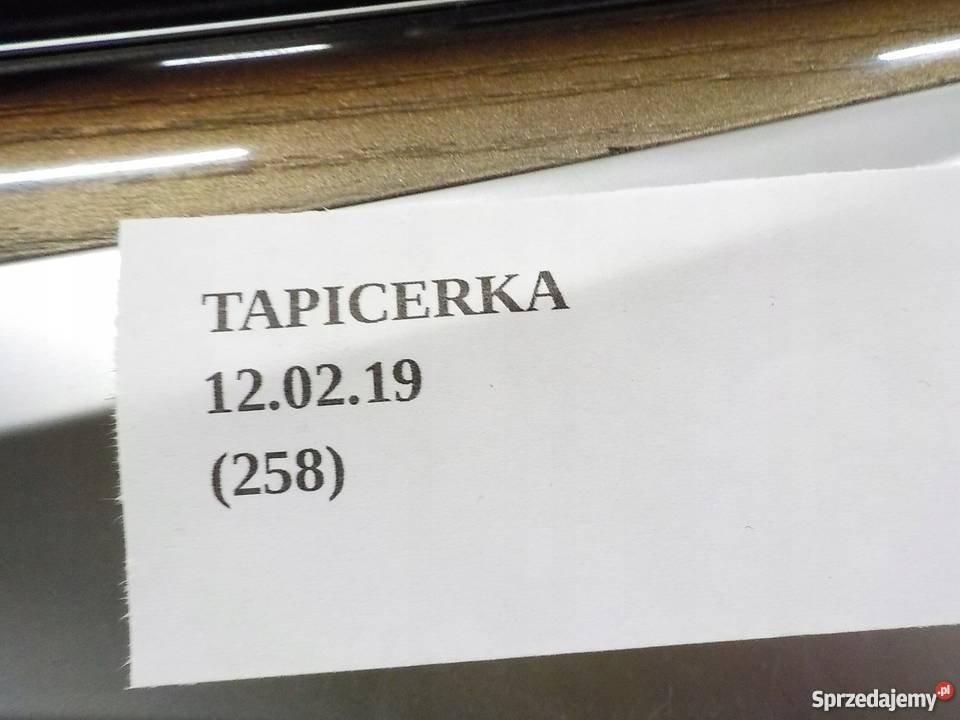 TAPICERKA
12.02.19
(258)
Sprzedajemy.pl